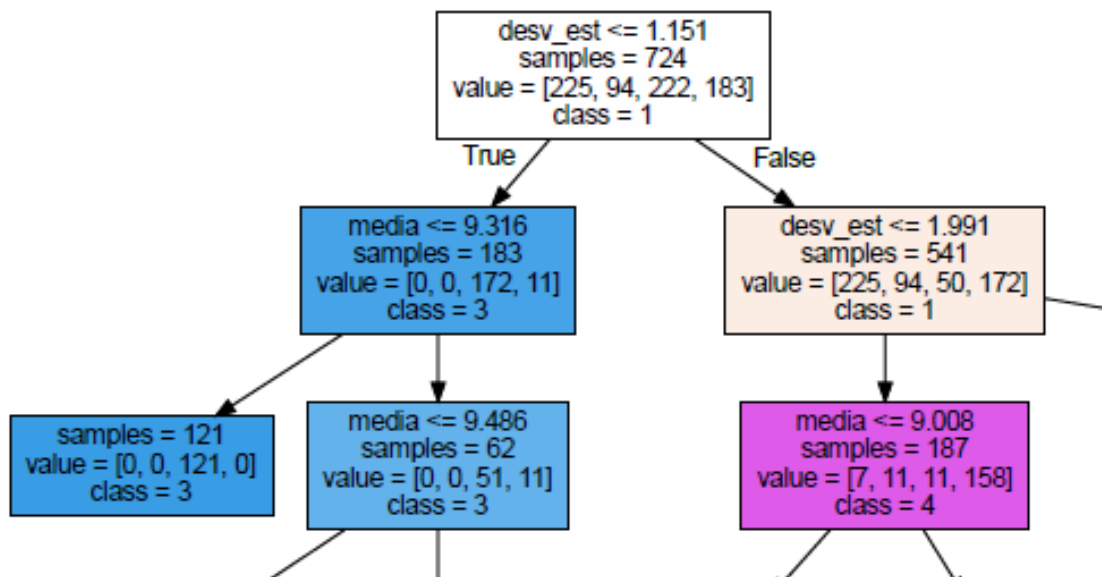 desv_est <= 1.151
samples = 724
value = [225, 94, 222, 183]
class = 1
True
False
media <= 9.316
samples = 183
value = [0, 0, 172, 11]
class = 3
desv_est <= 1.991
samples = 541
value = [225, 94, 50, 172]
class = 1
samples = 121
value = [0, 0, 121, 0]
class = 3
media <= 9.486
samples = 62
value = [0, 0, 51, 11]
class = 3
media <= 9.008
samples = 187
value = [7, 11, 11, 158]
class = 4